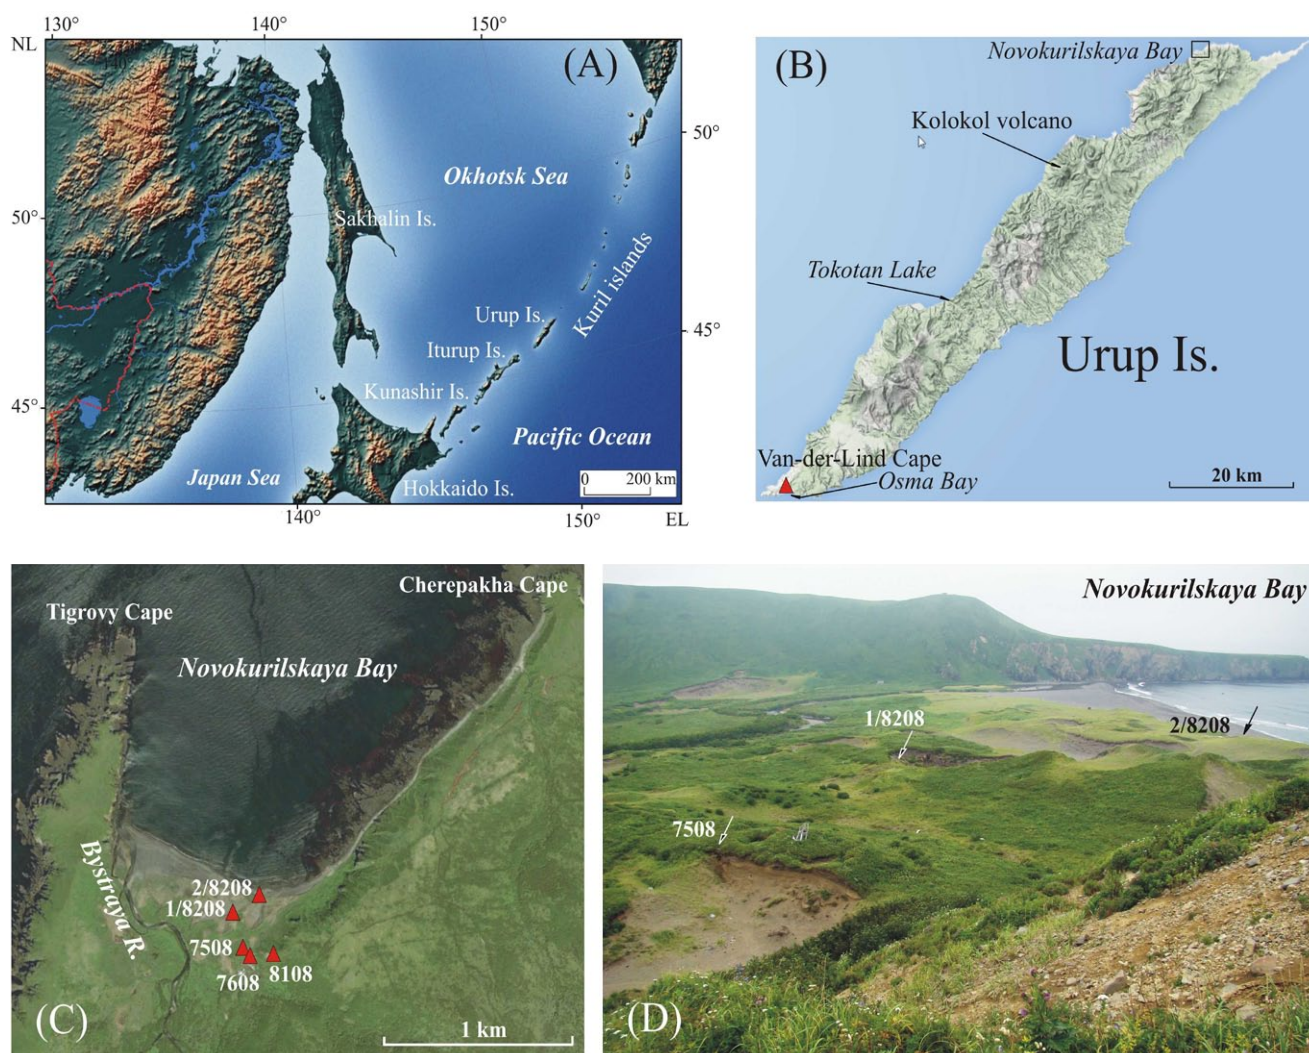 130°
140°
150°
NL
(A)
50°
Okhotsk Sea
50°
Sakhalin Is.
Kuril islands
Urup Is.
45°
Iturup Is.
Kunashir Is.
45°
Pacific Ocean
Japan Sea
0 200 km
Hokkaido Is.
140°
150°
EL
(B)
Novokurilskaya Bay
Kolokol volcano
Tokotan Lake
Urup Is.
Van-der-Lind Cape
Osma Bay
20 km
Cherepakha Cape
Tigrovy Cape
Novokurilskaya Bay
Bystraya R.
2/8208
1/8208
7508
7608
8108
(C)
1 km
Novokurilskaya Bay
1/8208
2/8208
7508
(D)